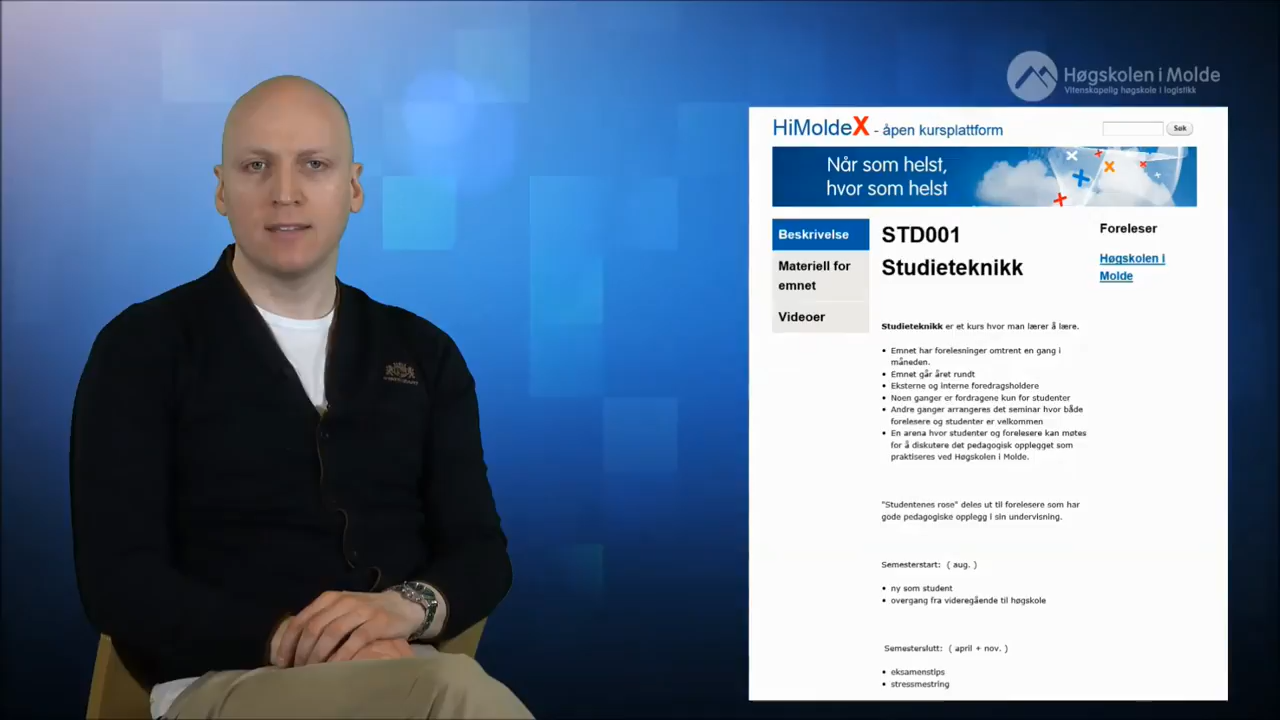 Høgskolen i Molde
Vitenskapelig høgskole i logistikk
HiMoldeX - åpen kursplattform
Søk
Når som helst,
hvor som helst
Beskrivelse
Materiell for
emnet
Videoer
STD001
Studieteknikk
Foreleser
Høgskolen i
Molde
Studieteknikk er et kurs hvor man lærer å lære.
• Emnet har forelesninger omtrent en gang i
måneden.
• Emnet går året rundt
• Eksterne og interne foredragsholdere
• Noen ganger er fordragene kun for studenter
• Andre ganger arrangeres det seminar hvor både
forelesere og studenter er velkommen
• En arena hvor studenter og forelesere kan møtes
for å diskutere det pedagogisk opplegget som
praktiseres ved Høgskolen i Molde.
"Studentenes rose" deles ut til forelesere som har
gode pedagogiske opplegg i sin undervisning.
Semesterstart: ( aug. )
• ny som student
• overgang fra videregående til høgskole
Semesterslutt: ( april + nov. )
• eksamenstips
• stressmestring